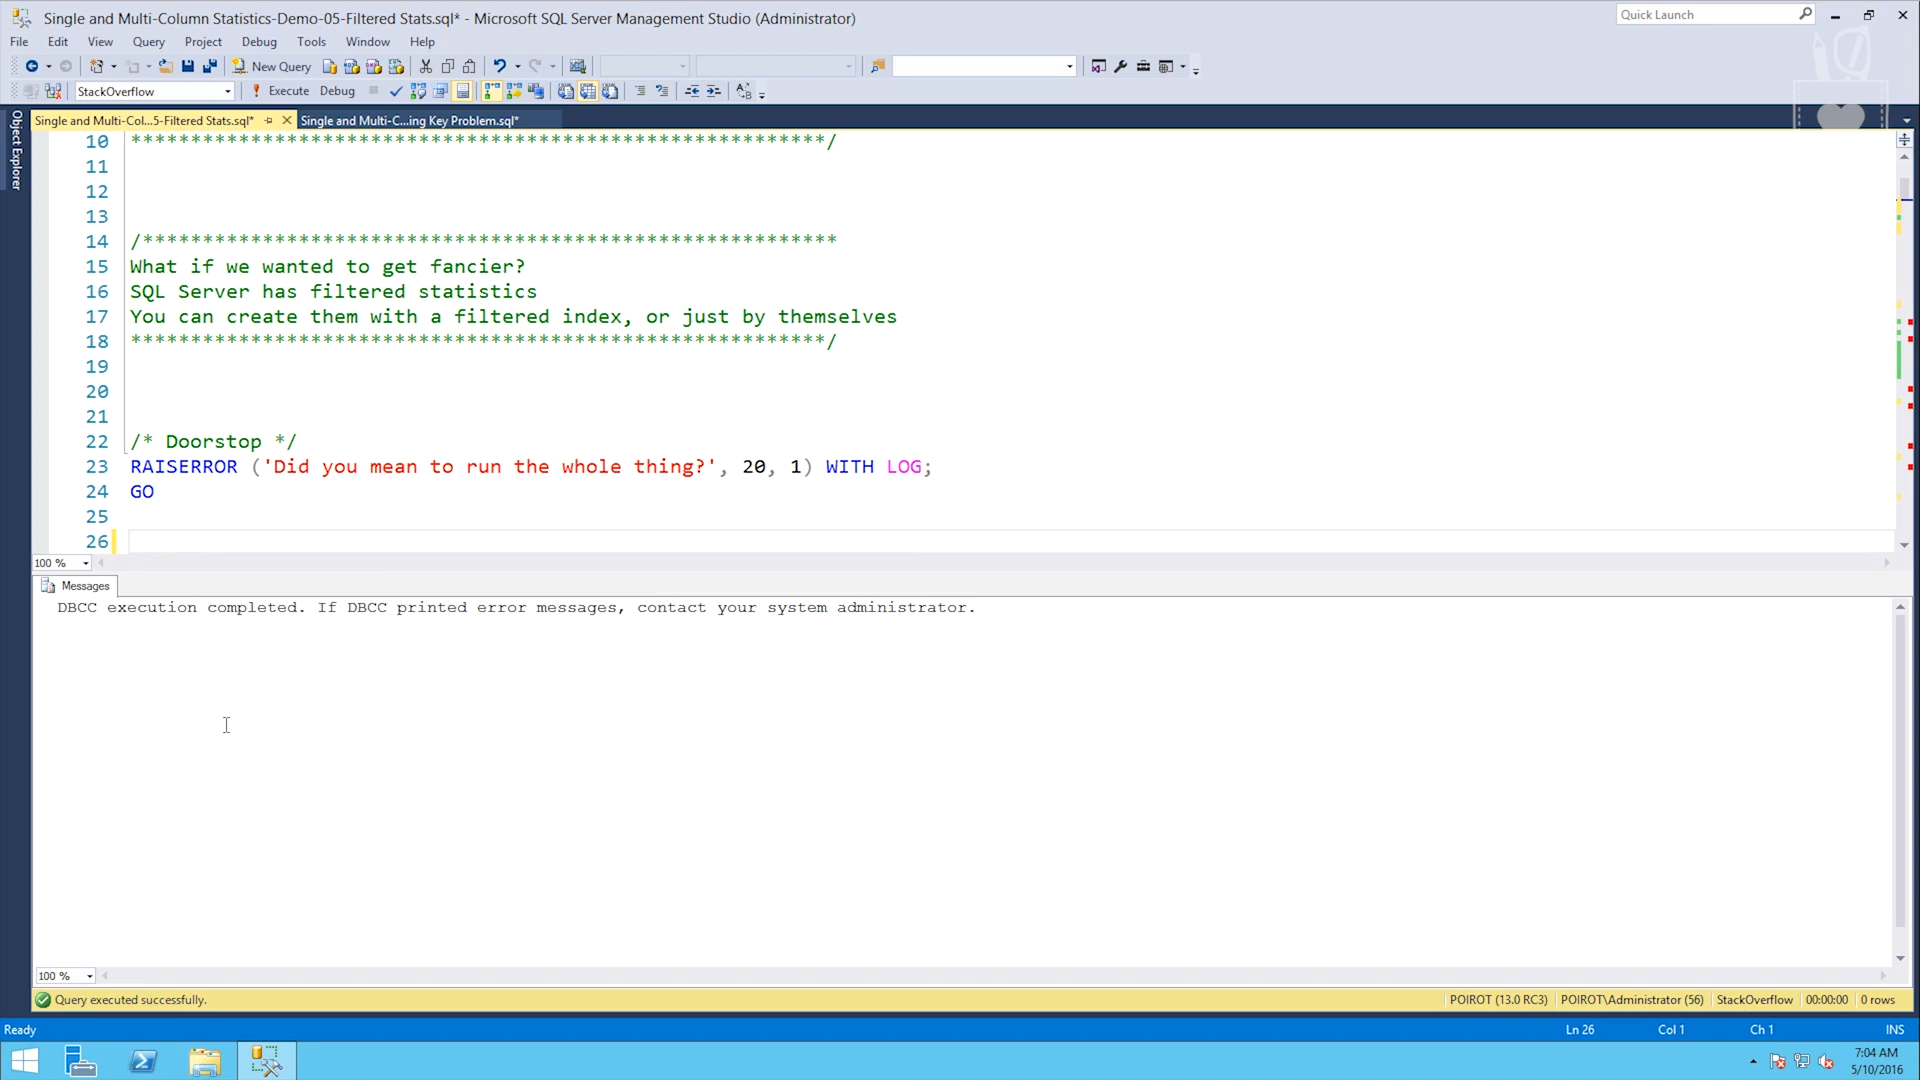 Single and Multi-Column Statistics-Demo-05-Filtered Stats.sql* - Microsoft SQL Server Management Studio (Administrator)
Quick Launch
File Edit View Query Project Debug Tools Window Help
New Query
StackOverflow Execute Debug
Single and Multi-Col...5-Filtered Stats.sql* Single and Multi-C...ing Key Problem.sql*
Object Explorer
10 **********************************************************/
11
12
13
14 /**********************************************************
15 What if we wanted to get fancier?
16 SQL Server has filtered statistics
17 You can create them with a filtered index, or just by themselves
18 **********************************************************/
19
20
21
22 /* Doorstop */
23 RAISERROR ('Did you mean to run the whole thing?', 20, 1) WITH LOG;
24 GO
25
26
100 %
Messages
DBCC execution completed. If DBCC printed error messages, contact your system administrator.
100 %
Query executed successfully. POIROT (13.0 RC3) POIROT\Administrator (56) StackOverflow 00:00:00 0 rows
Ready Ln 26 Col 1 Ch 1 INS
7:04 AM
5/10/2016